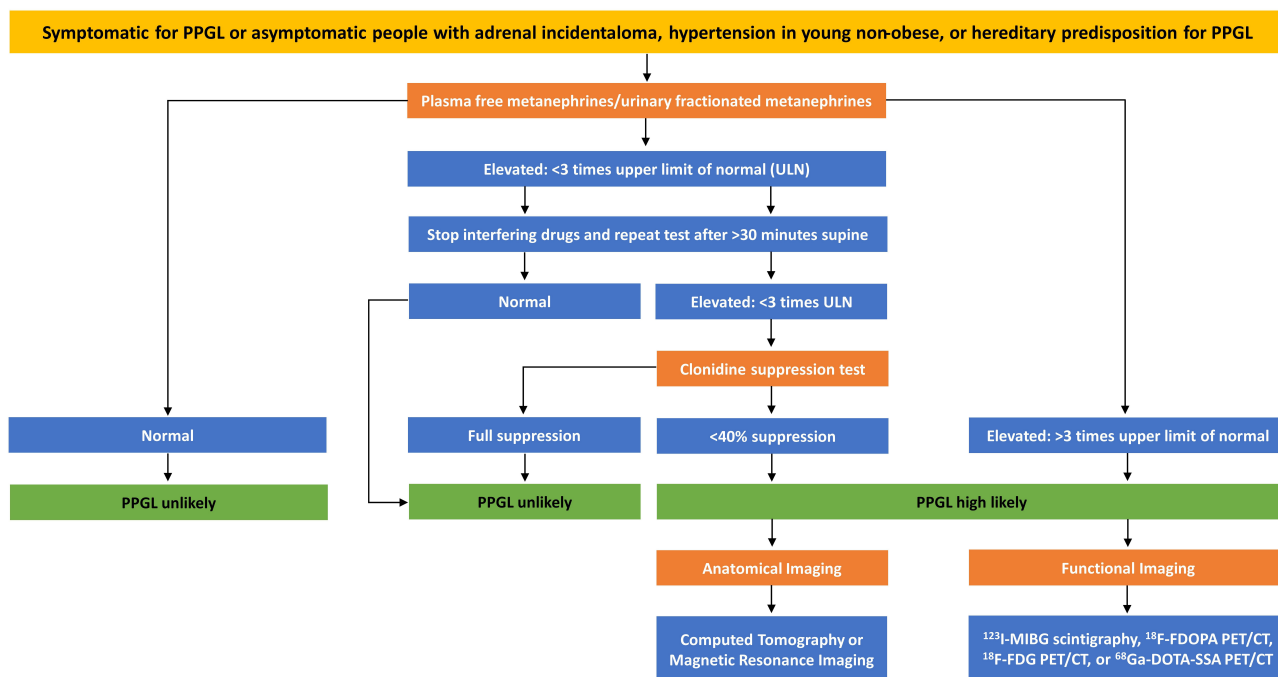 Symptomatic for PPGL or asymptomatic people with adrenal incidentaloma, hypertension in young non-obese, or hereditary predisposition for PPGL
Plasma free metanephrines/urinary fractionated metanephrines
Elevated: <3 times upper limit of normal (ULN)
Stop interfering drugs and repeat test after >30 minutes supine
Normal
Elevated: <3 times ULN
Clonidine suppression test
Normal
Full suppression
<40% suppression
Elevated: >3 times upper limit of normal
PPGL unlikely
PPGL unlikely
PPGL high likely
Anatomical Imaging
Functional Imaging
Computed Tomography or
Magnetic Resonance Imaging
¹²³I-MIBG scintigraphy, ¹⁸F-FDOPA PET/CT,
¹⁸F-FDG PET/CT, or ⁶⁸Ga-DOTA-SSA PET/CT